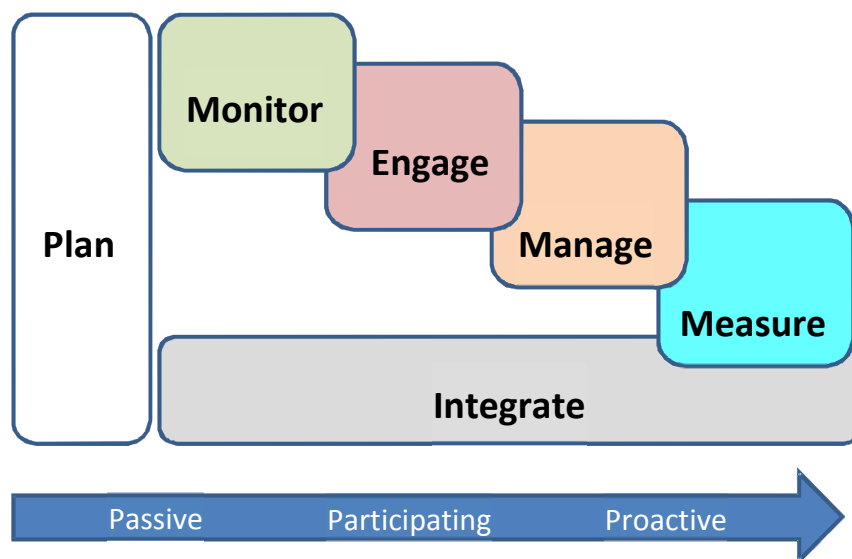 Monitor
Engage
Plan
Manage
Measure
Integrate
Passive Participating Proactive